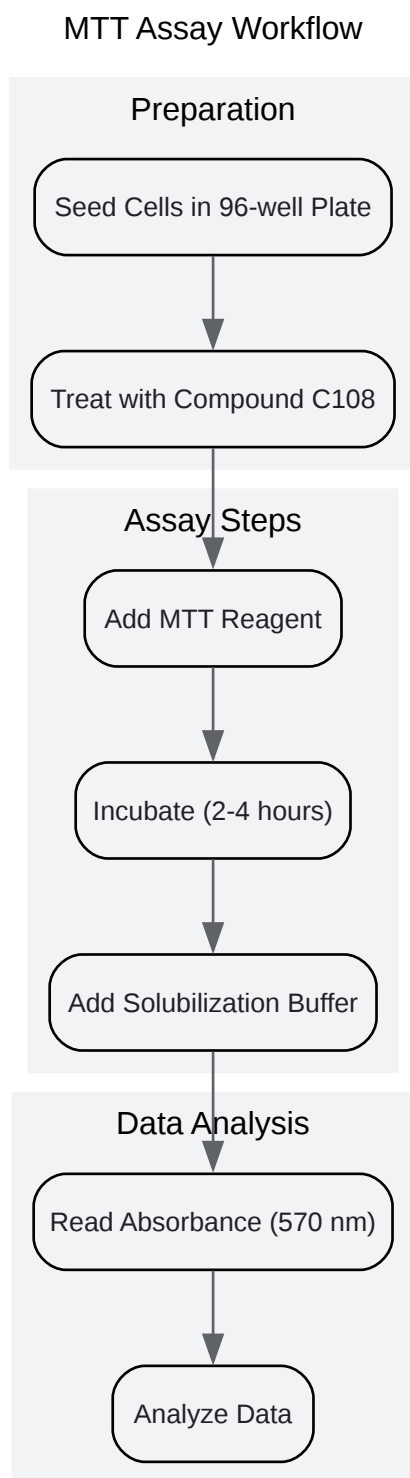 MTT Assay Workflow
Preparation
Seed Cells in 96-well Plate
Treat with Compound C108
Assay Steps
Add MTT Reagent
Incubate (2-4 hours)
Add Solubilization Buffer
Data Analysis
Read Absorbance (570 nm)
Analyze Data